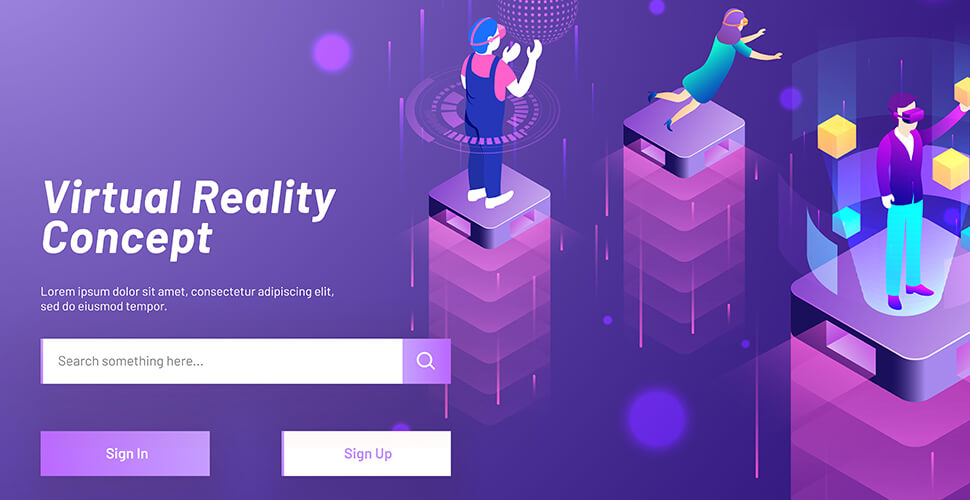 Virtual Reality
Concept
Lorem ipsum dolor sit amet, consectetur adipiscing elit,
sed do eiusmod tempor.
Search something here...
Sign In
Sign Up